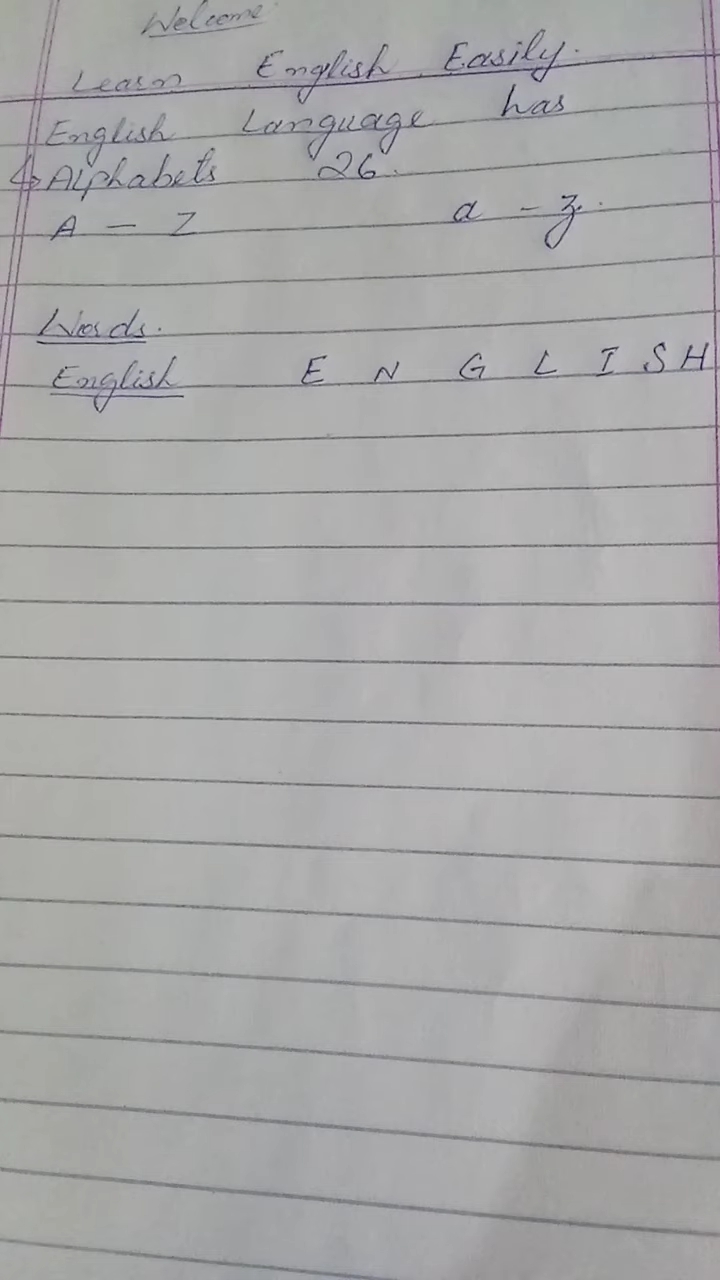 Welcome
Learn English Easily.
English Language has
↳ Alphabets 26.
A – Z a – z.
Words.
English E N G L I S H